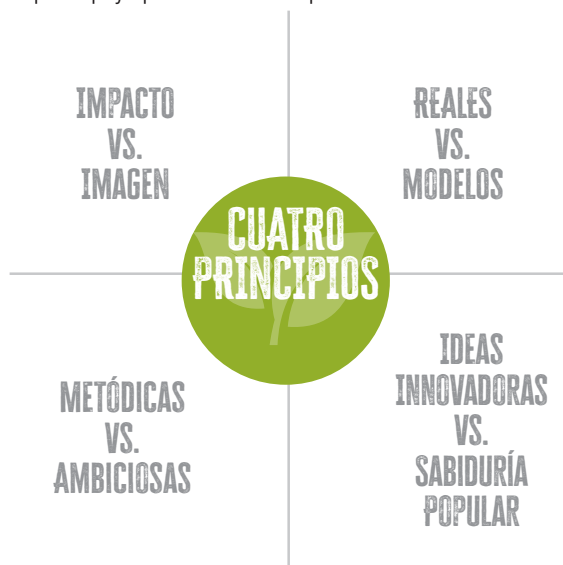 IMPACTO
VS.
IMAGEN
REALES
VS.
MODELOS
CUATRO
PRINCIPIOS
METÓDICAS
VS.
AMBICIOSAS
IDEAS
INNOVADORAS
VS.
SABIDURÍA
POPULAR